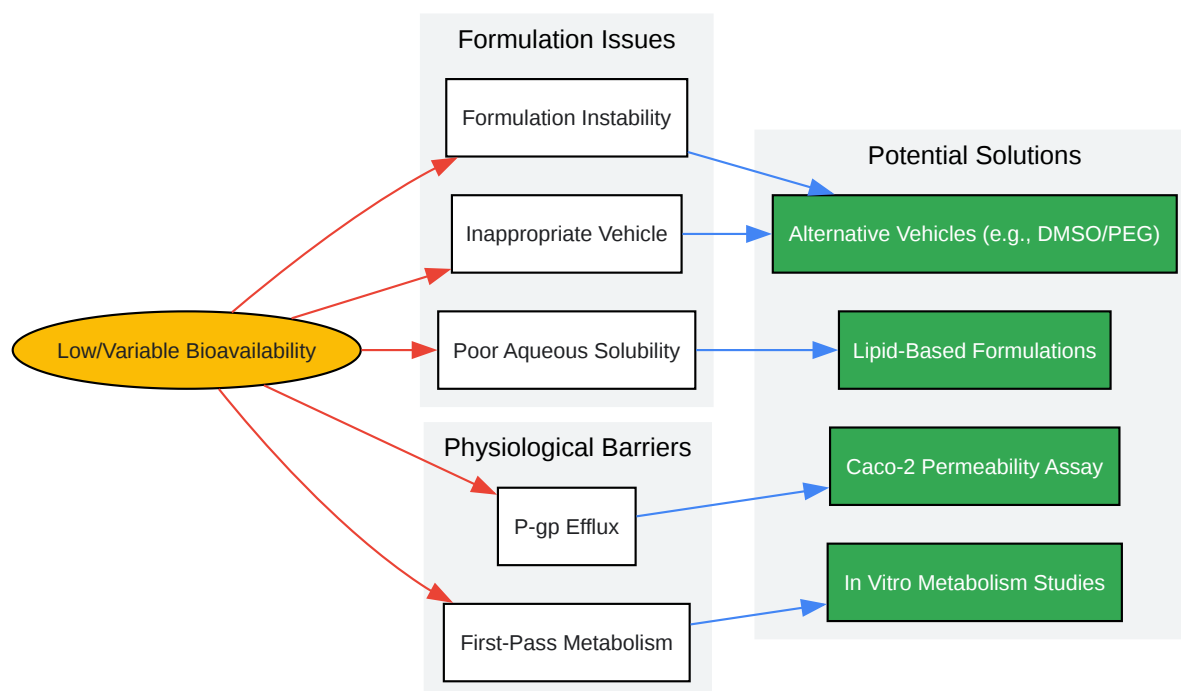 Low/Variable Bioavailability
Formulation Issues
Formulation Instability
Inappropriate Vehicle
Poor Aqueous Solubility
Physiological Barriers
P-gp Efflux
First-Pass Metabolism
Potential Solutions
Alternative Vehicles (e.g., DMSO/PEG)
Lipid-Based Formulations
Caco-2 Permeability Assay
In Vitro Metabolism Studies